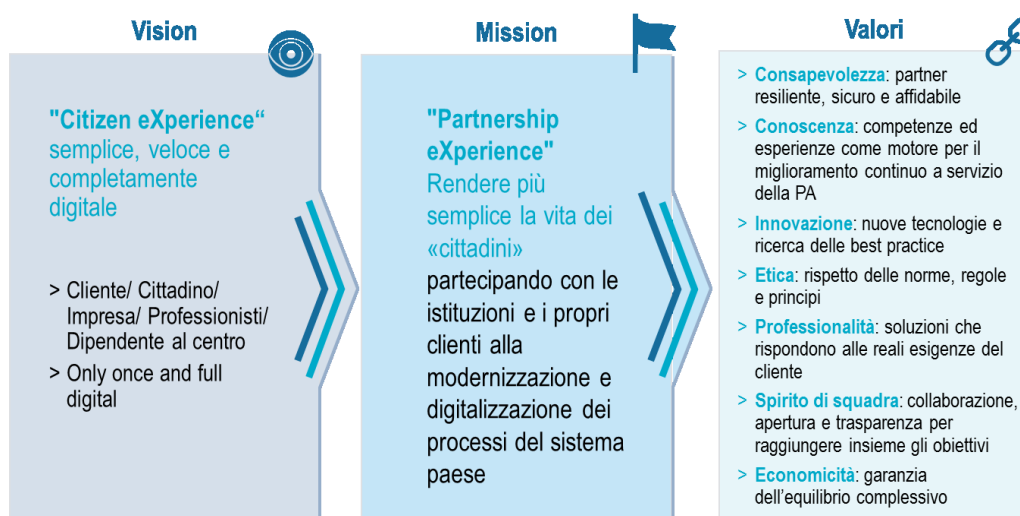 Vision
"Citizen eXperience“
semplice, veloce e
completamente
digitale
> Cliente/ Cittadino/
Impresa/ Professionisti/
Dipendente al centro
> Only once and full
digital
Mission
"Partnership
eXperience"
Rendere più
semplice la vita dei
«cittadini»
partecipando con le
istituzioni e i propri
clienti alla
modernizzazione e
digitalizzazione dei
processi del sistema
paese
Valori
> Consapevolezza: partner
resiliente, sicuro e affidabile
> Conoscenza: competenze ed
esperienze come motore per il
miglioramento continuo a servizio
della PA
> Innovazione: nuove tecnologie e
ricerca delle best practice
> Etica: rispetto delle norme, regole
e principi
> Professionalità: soluzioni che
rispondono alle reali esigenze del
cliente
> Spirito di squadra: collaborazione,
apertura e trasparenza per
raggiungere insieme gli obiettivi
> Economicità: garanzia
dell’equilibrio complessivo